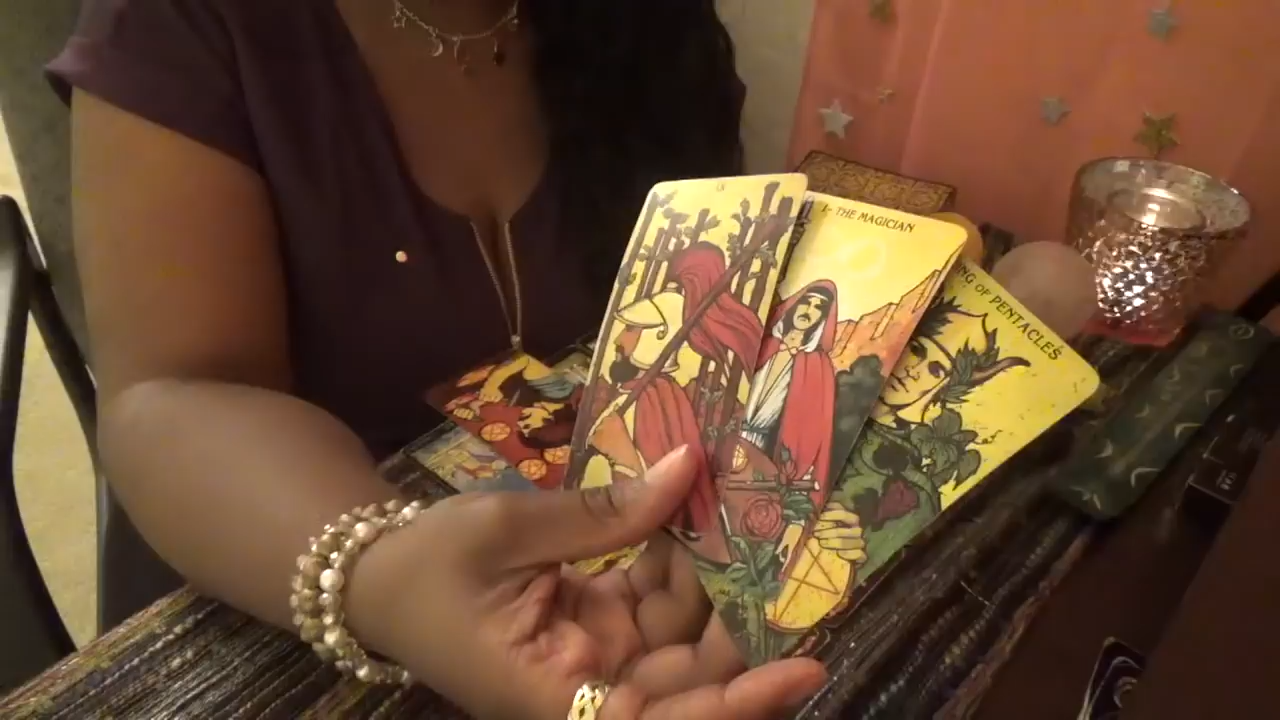 I - THE MAGICIAN
ING OF PENTACLES